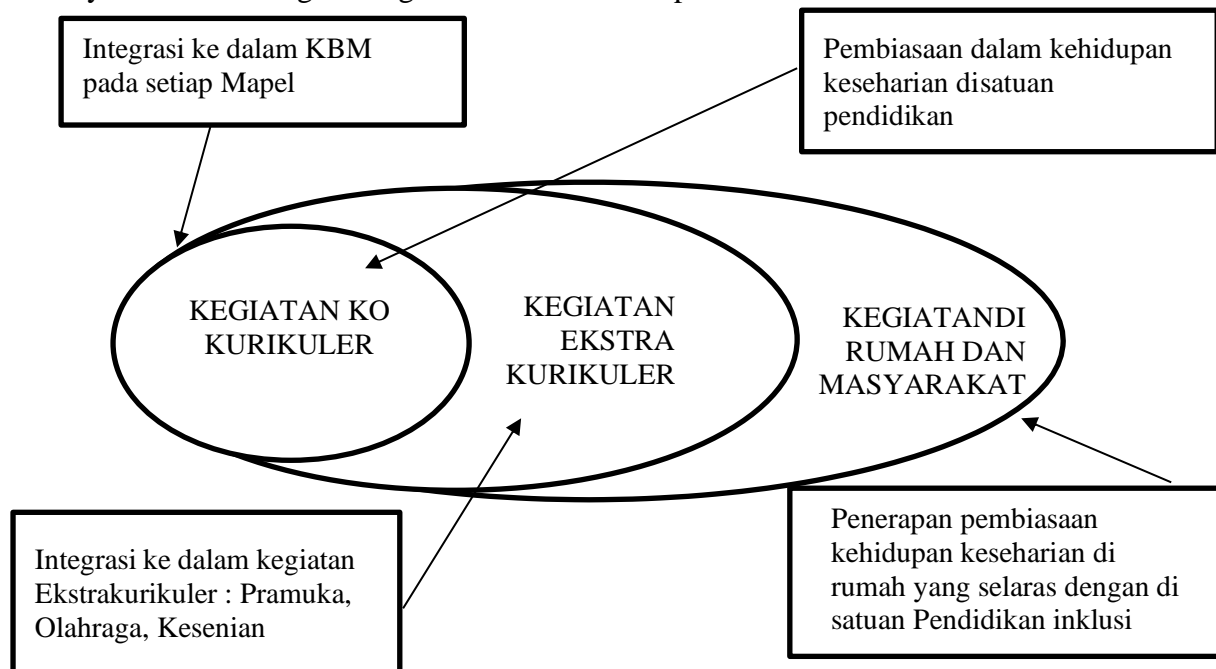 Integrasi ke dalam KBM
pada setiap Mapel
Pembiasaan dalam kehidupan
keseharian disatuan
pendidikan
KEGIATAN KO
KURIKULER
KEGIATAN
EKSTRA
KURIKULER
KEGIATANDI
RUMAH DAN
MASYARAKAT
Integrasi ke dalam kegiatan
Ekstrakurikuler : Pramuka,
Olahraga, Kesenian
Penerapan pembiasaan
kehidupan keseharian di
rumah yang selaras dengan di
satuan Pendidikan inklusi